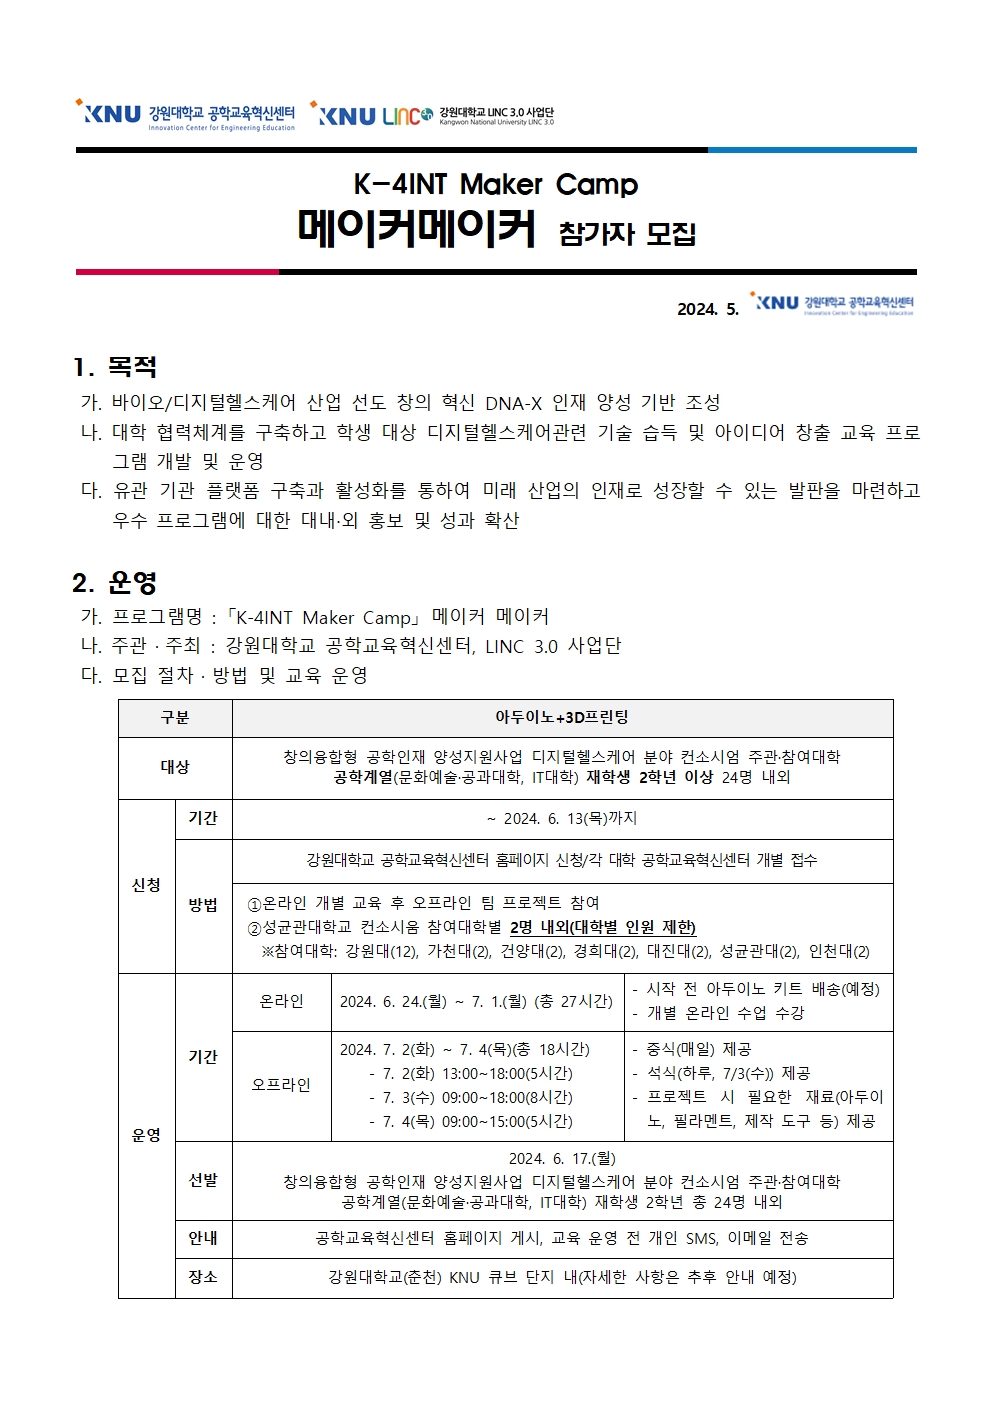 KNU 강원대학교 공학교육혁신센터
Innovation Center for Engineering Education
KNU LINC 3.0 강원대학교 LINC 3.0 사업단
Kangwon National University LINC 3.0
K-4INT Maker Camp
메이커메이커 참가자 모집
2024. 5. KNU 강원대학교 공학교육혁신센터
Innovation Center for Engineering Education
1. 목적
가. 바이오/디지털헬스케어 산업 선도 창의 혁신 DNA-X 인재 양성 기반 조성
나. 대학 협력체계를 구축하고 학생 대상 디지털헬스케어관련 기술 습득 및 아이디어 창출 교육 프로
그램 개발 및 운영
다. 유관 기관 플랫폼 구축과 활성화를 통하여 미래 산업의 인재로 성장할 수 있는 발판을 마련하고
우수 프로그램에 대한 대내·외 홍보 및 성과 확산
2. 운영
가. 프로그램명 : 「K-4INT Maker Camp」 메이커 메이커
나. 주관 · 주최 : 강원대학교 공학교육혁신센터, LINC 3.0 사업단
다. 모집 절차 · 방법 및 교육 운영
구분
아두이노+3D프린팅
대상
창의융합형 공학인재 양성지원사업 디지털헬스케어 분야 컨소시엄 주관·참여대학
공학계열(문화예술·공과대학, IT대학) 재학생 2학년 이상 24명 내외
신청
기간
~ 2024. 6. 13(목)까지
방법
강원대학교 공학교육혁신센터 홈페이지 신청/각 대학 공학교육혁신센터 개별 접수
①온라인 개별 교육 후 오프라인 팀 프로젝트 참여
②성균관대학교 컨소시움 참여대학별 2명 내외(대학별 인원 제한)
※참여대학: 강원대(12), 가천대(2), 건양대(2), 경희대(2), 대진대(2), 성균관대(2), 인천대(2)
운영
기간
온라인
2024. 6. 24.(월) ~ 7. 1.(월) (총 27시간)
- 시작 전 아두이노 키트 배송(예정)
- 개별 온라인 수업 수강
오프라인
2024. 7. 2(화) ~ 7. 4(목)(총 18시간)
- 7. 2(화) 13:00~18:00(5시간)
- 7. 3(수) 09:00~18:00(8시간)
- 7. 4(목) 09:00~15:00(5시간)
- 중식(매일) 제공
- 석식(하루, 7/3(수)) 제공
- 프로젝트 시 필요한 재료(아두이
노, 필라멘트, 제작 도구 등) 제공
선발
2024. 6. 17.(월)
창의융합형 공학인재 양성지원사업 디지털헬스케어 분야 컨소시엄 주관·참여대학
공학계열(문화예술·공과대학, IT대학) 재학생 2학년 총 24명 내외
안내
공학교육혁신센터 홈페이지 게시, 교육 운영 전 개인 SMS, 이메일 전송
장소
강원대학교(춘천) KNU 큐브 단지 내(자세한 사항은 추후 안내 예정)